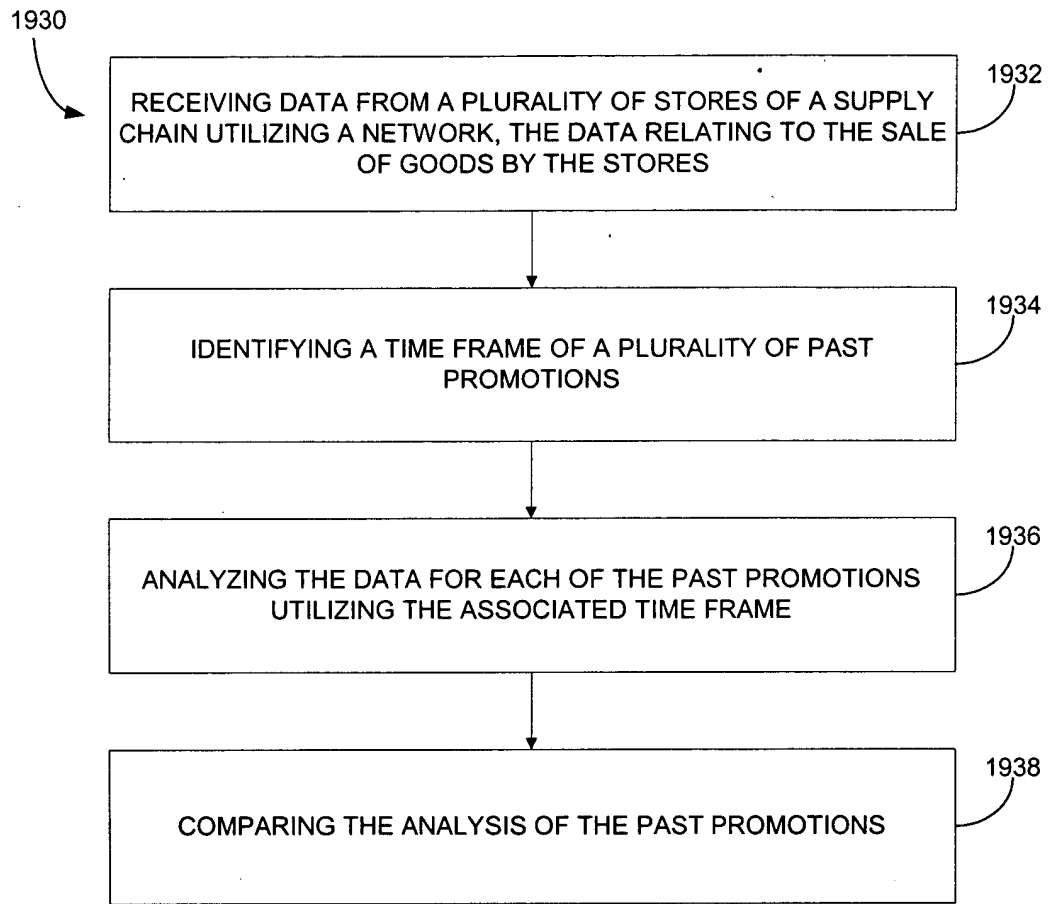 1930
1932
RECEIVING DATA FROM A PLURALITY OF STORES OF A SUPPLY
CHAIN UTILIZING A NETWORK, THE DATA RELATING TO THE SALE
OF GOODS BY THE STORES
1934
IDENTIFYING A TIME FRAME OF A PLURALITY OF PAST
PROMOTIONS
1936
ANALYZING THE DATA FOR EACH OF THE PAST PROMOTIONS
UTILIZING THE ASSOCIATED TIME FRAME
1938
COMPARING THE ANALYSIS OF THE PAST PROMOTIONS